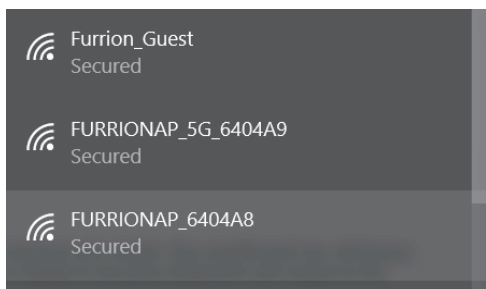 Furrion_Guest
Secured
FURRIONAP_5G_6404A9
Secured
FURRIONAP_6404A8
Secured